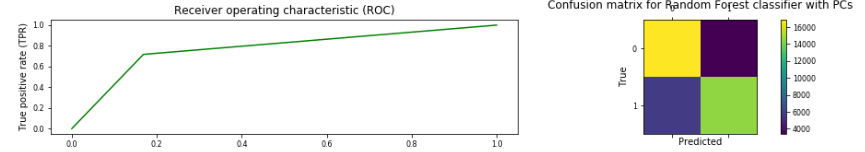 Receiver operating characteristic (ROC)
True positive rate (TPR)
1.0
0.8
0.6
0.4
0.2
0.0
0.0 0.2 0.4 0.6 0.8 1.0
Confusion matrix for Random Forest classifier with PCs
0 1
True
0
1
Predicted
16000
14000
12000
10000
8000
6000
4000